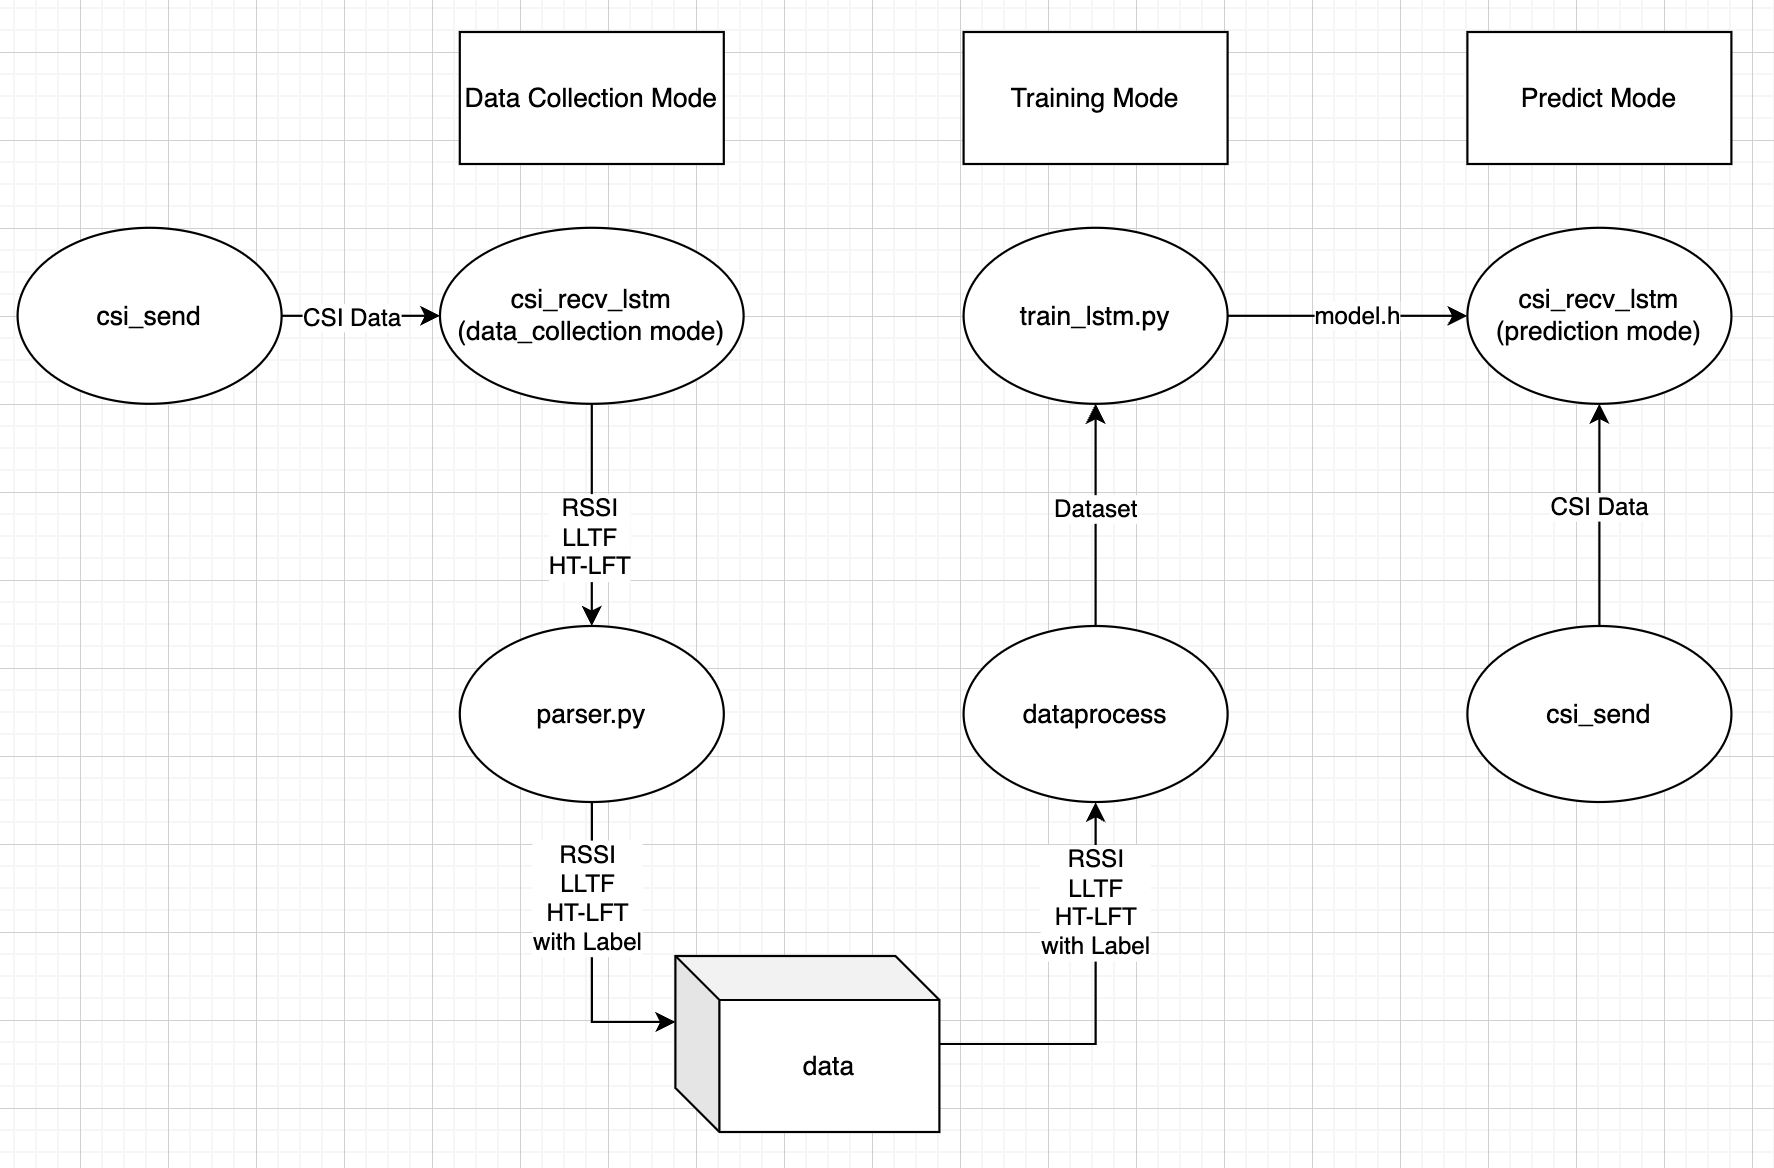 Data Collection Mode
Training Mode
Predict Mode
csi_send
CSI Data
csi_recv_lstm
(data_collection mode)
train_lstm.py
model.h
csi_recv_lstm
(prediction mode)
RSSI
LLTF
HT-LFT
Dataset
CSI Data
parser.py
dataprocess
csi_send
RSSI
LLTF
HT-LFT
with Label
RSSI
LLTF
HT-LFT
with Label
data